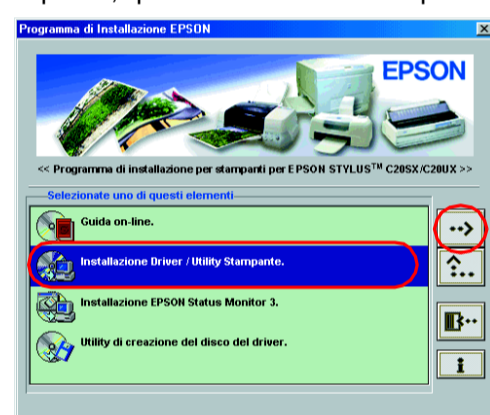 Programma di Installazione EPSON
EPSON
<< Programma di installazione per stampanti per EPSON STYLUS™ C20SX/C20UX >>
Selezionate uno di questi elementi
Guida on-line.
Installazione Driver / Utility Stampante.
Installazione EPSON Status Monitor 3.
Utility di creazione del disco del driver.